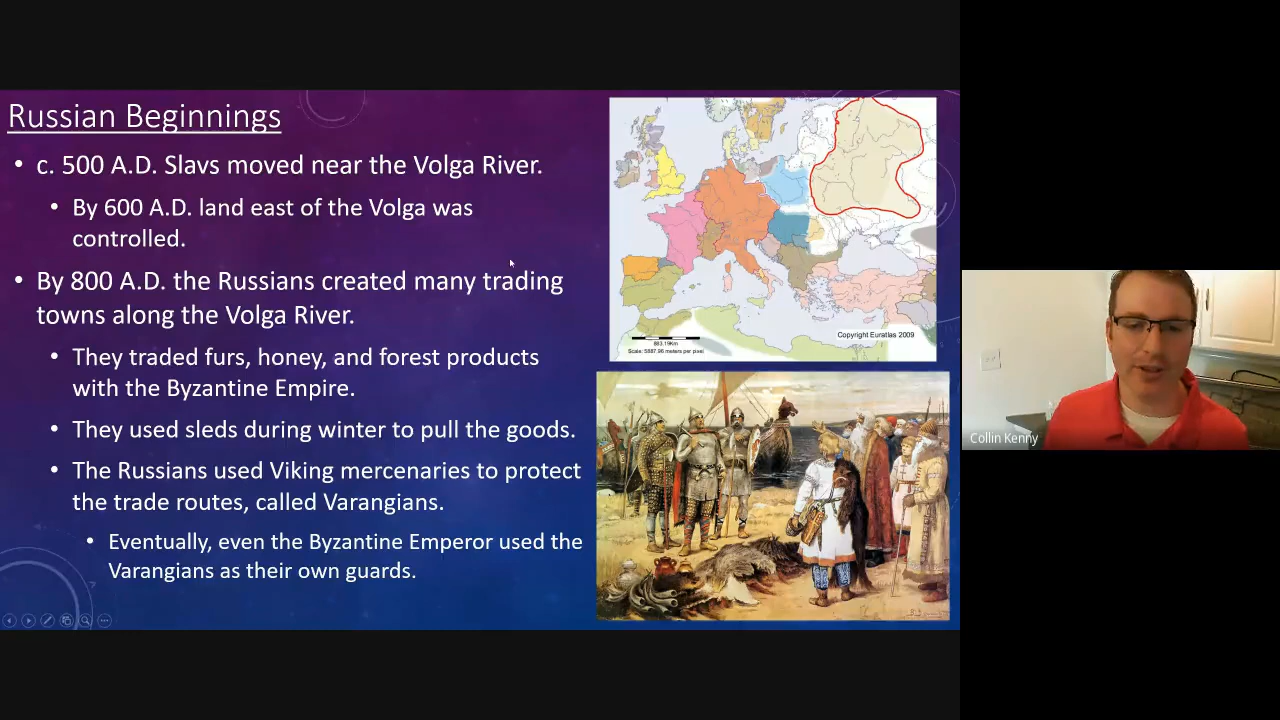 Russian Beginnings
• c. 500 A.D. Slavs moved near the Volga River.
• By 600 A.D. land east of the Volga was
controlled.
• By 800 A.D. the Russians created many trading
towns along the Volga River.
• They traded furs, honey, and forest products
with the Byzantine Empire.
• They used sleds during winter to pull the goods.
• The Russians used Viking mercenaries to protect
the trade routes, called Varangians.
• Eventually, even the Byzantine Emperor used the
Varangians as their own guards.
Copyright Euratlas 2009
Collin Kenny